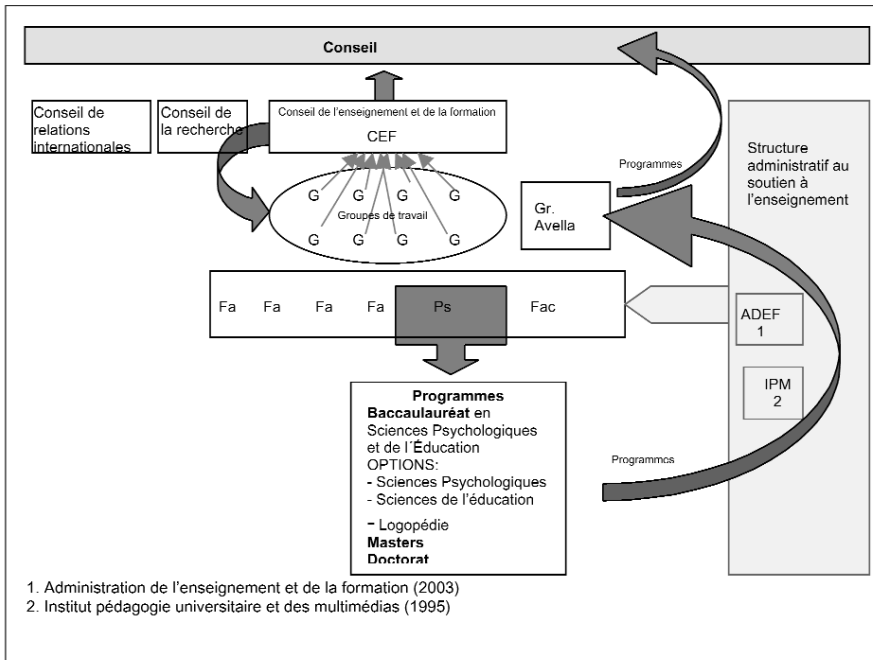 Conseil
Conseil de
relations
internationales
Conseil de
la recherche
Conseil de l'enseignement et de la formation
CEF
Structure
administratif au
soutien à
l'enseignement
Programmes
G G G G
Groupes de travail
G G G G
Gr.
Avella
Fa Fa Fa Fa Ps Fac
ADEF
1
IPM
2
Programmes
Programmes
Baccaulauréat en
Sciences Psychologiques
et de l´Éducation
OPTIONS:
- Sciences Psychologiques
- Sciences de l'éducation
- Logopédie
Masters
Doctorat
1. Administration de l'enseignement et de la formation (2003)
2. Institut pédagogie universitaire et des multimédias (1995)